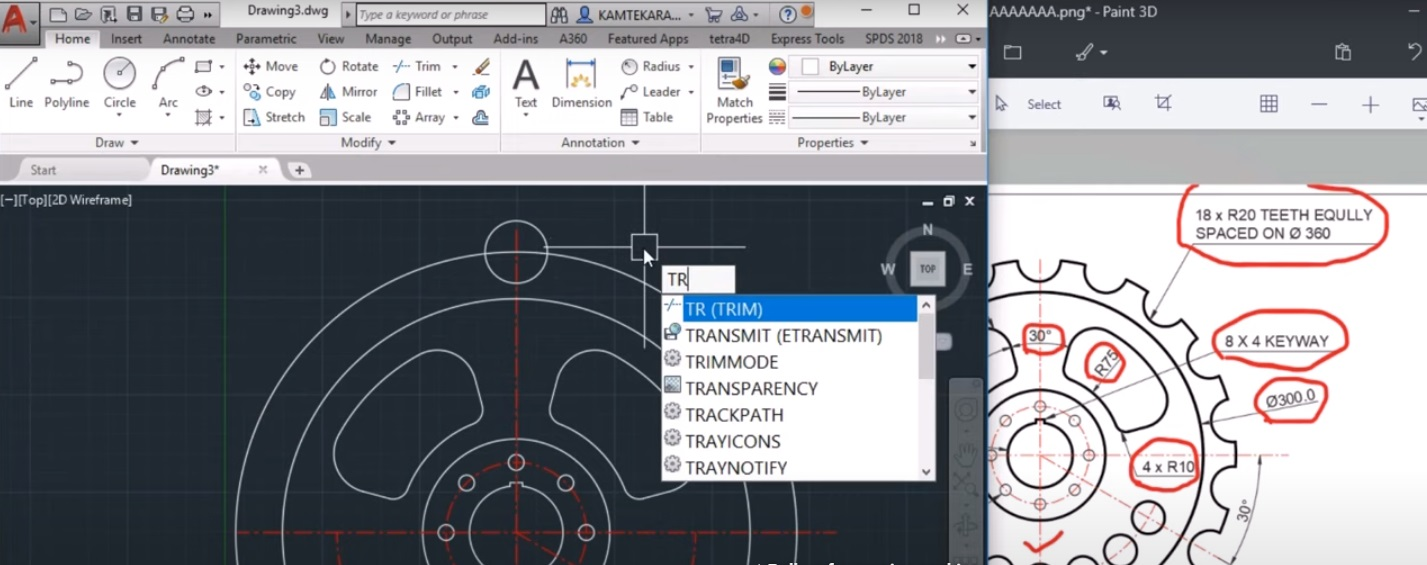 Drawing3.dwg
Type a keyword or phrase
KAMTEKARA...
AAAAAAA.png* - Paint 3D
Home Insert Annotate Parametric View Manage Output Add-ins A360 Featured Apps tetra4D Express Tools SPDS 2018
Line Polyline Circle Arc
Move Rotate Trim
Copy Mirror Fillet
Stretch Scale Array
Text Dimension
Radius
Leader
Table
Match
Properties
ByLayer
ByLayer
ByLayer
Select
Draw Modify Annotation Properties
Start Drawing3*
[−][Top][2D Wireframe]
N
W TOP E
TR
TR (TRIM)
TRANSMIT (ETRANSMIT)
TRIMMODE
TRANSPARENCY
TRACKPATH
TRAYICONS
TRAYNOTIFY
18 x R20 TEETH EQULLY
SPACED ON Ø 360
30°
8 X 4 KEYWAY
R75
Ø300.0
4 x R10
30°